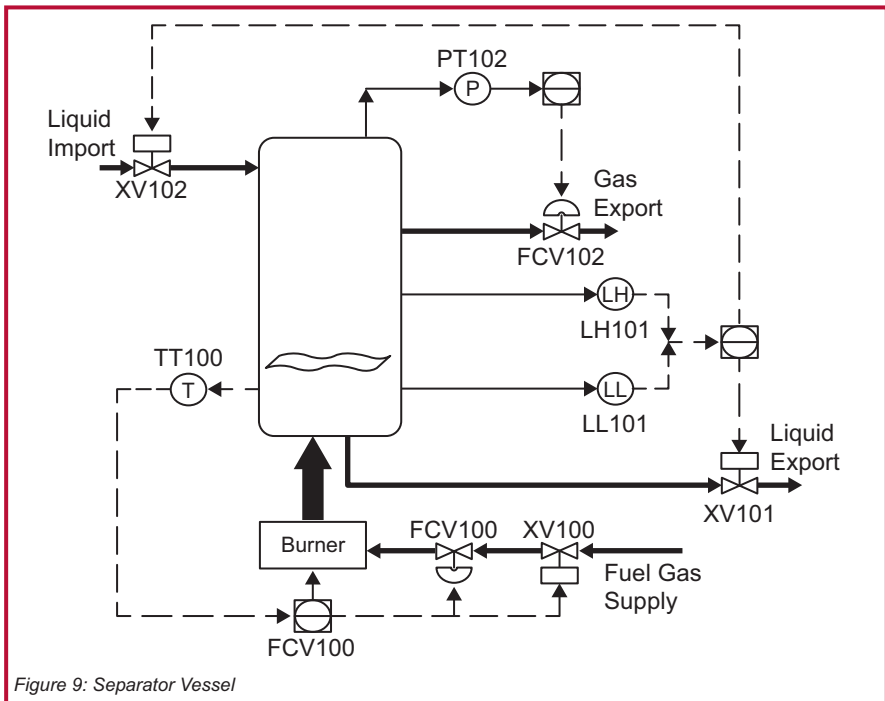 PT102
P
Liquid
Import
XV102
Gas
Export
FCV102
LH
LH101
TT100
T
LL
LL101
Liquid
Export
XV101
FCV100
XV100
Burner
Fuel Gas
Supply
FCV100
Figure 9: Separator Vessel